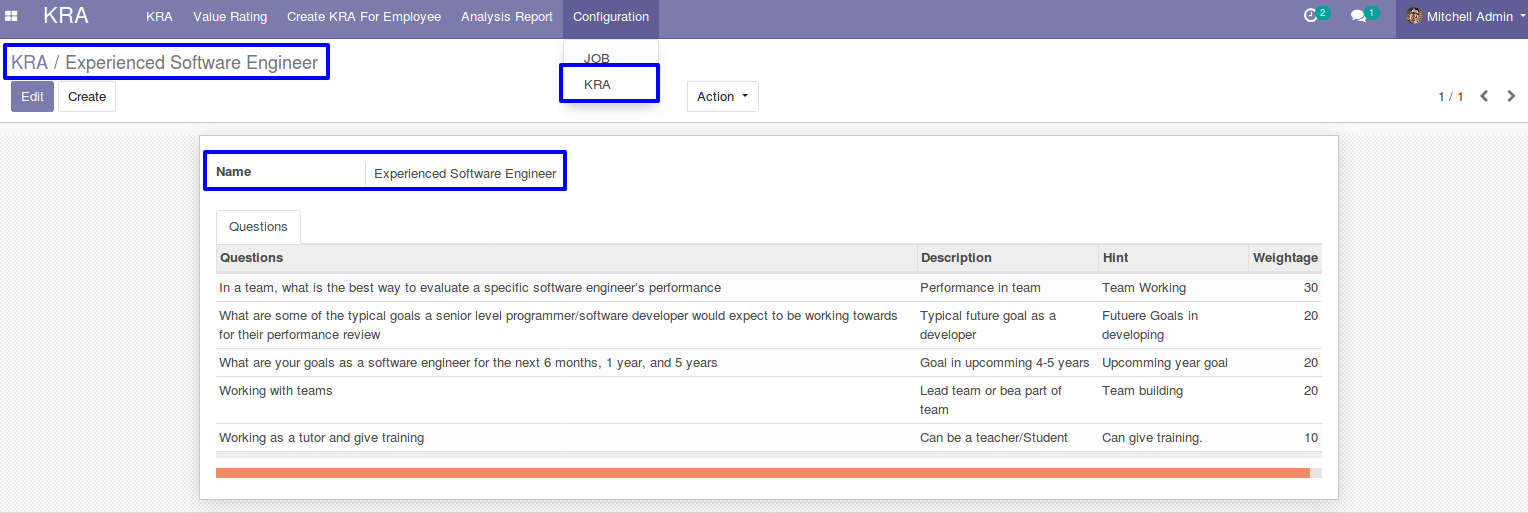 KRA KRA Value Rating Create KRA For Employee Analysis Report Configuration 2 1 Mitchell Admin
KRA / Experienced Software Engineer
JOB
KRA
Edit Create Action 1 / 1
Name Experienced Software Engineer
Questions
Questions Description Hint Weightage
In a team, what is the best way to evaluate a specific software engineer's performance Performance in team Team Working 30
What are some of the typical goals a senior level programmer/software developer would expect to be working towards Typical future goal as a Futuere Goals in 20
for their performance review developer developing
What are your goals as a software engineer for the next 6 months, 1 year, and 5 years Goal in upcomming 4-5 years Upcomming year goal 20
Working with teams Lead team or bea part of Team building 20
team
Working as a tutor and give training Can be a teacher/Student Can give training. 10